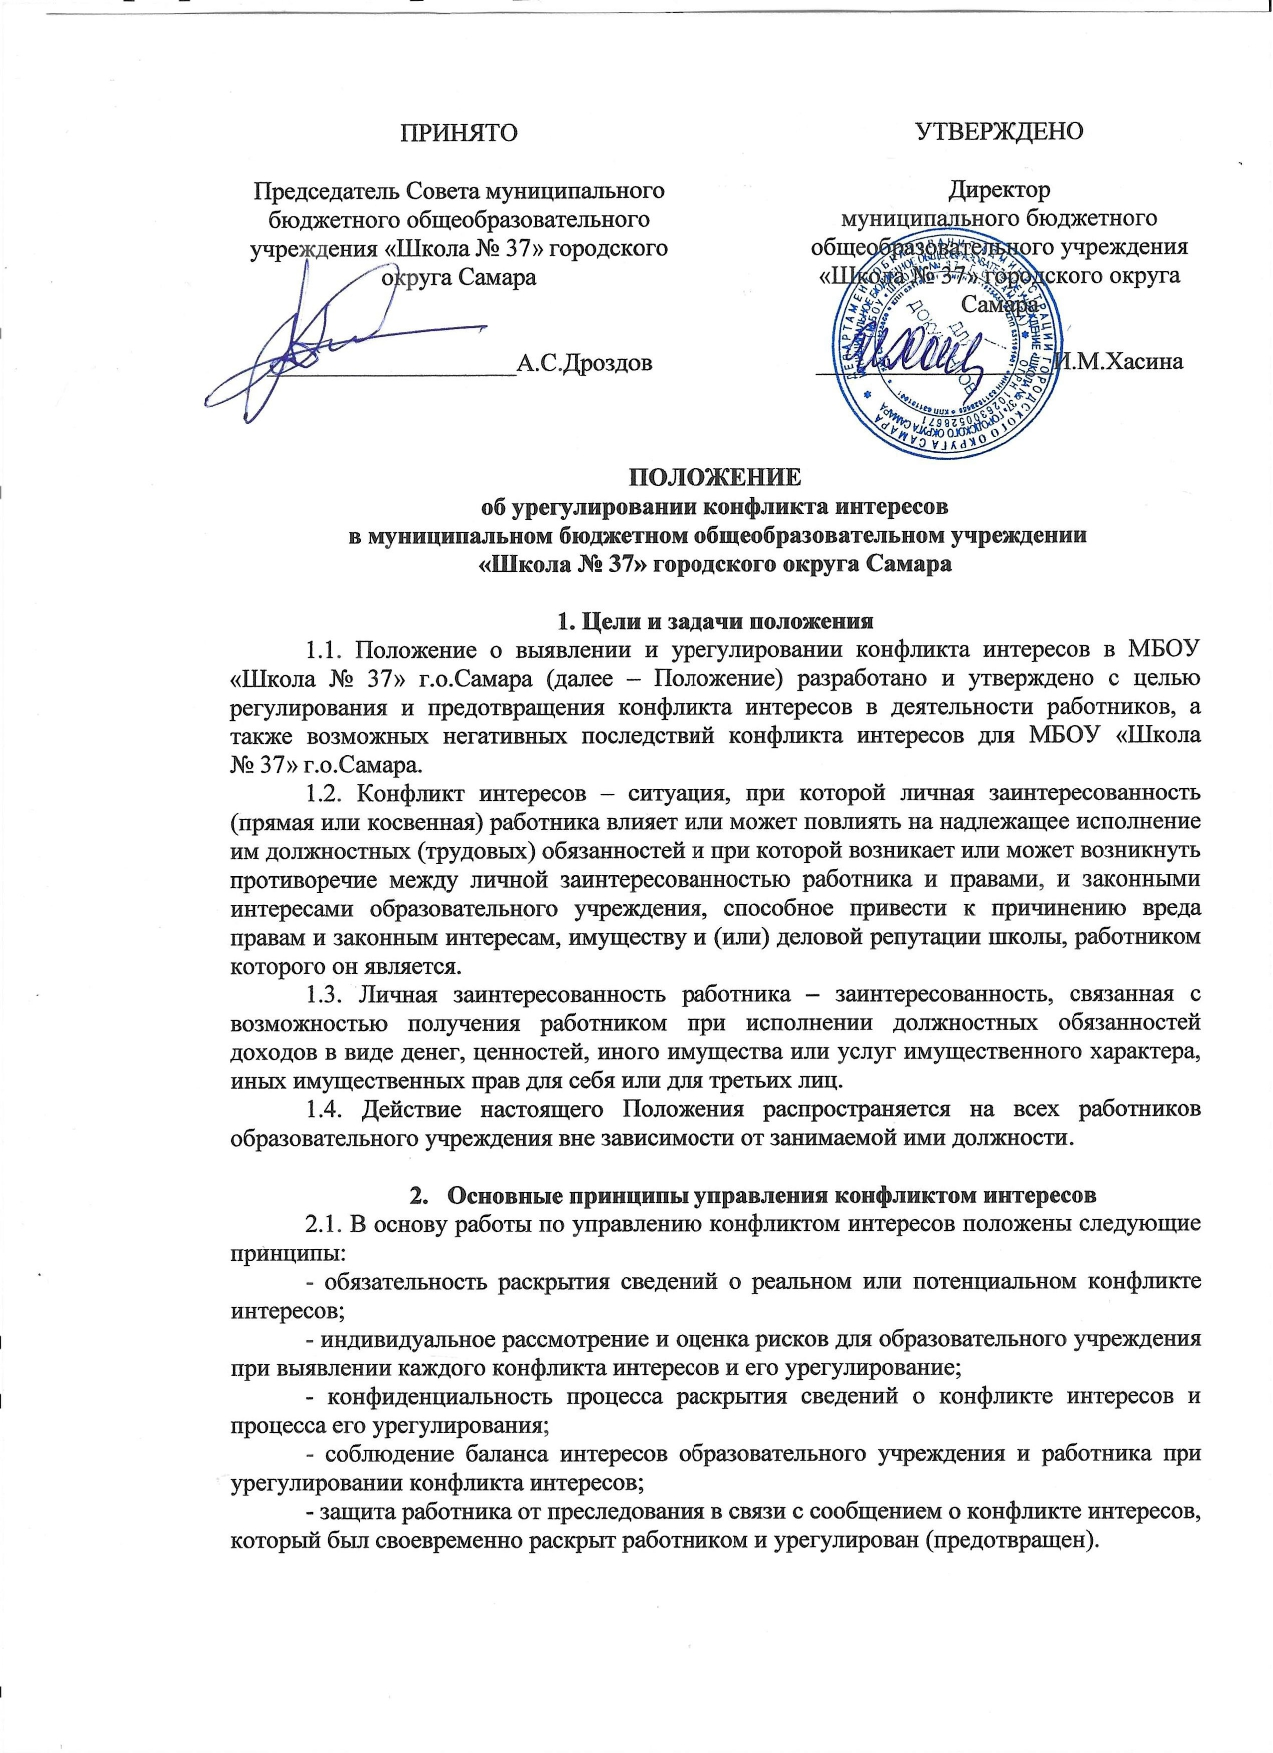 ПРИНЯТО
Председатель Совета муниципального
бюджетного общеобразовательного
учреждения «Школа № 37» городского
округа Самара
А.С.Дроздов
УТВЕРЖДЕНО
Директор
муниципального бюджетного
общеобразовательного учреждения
«Школа № 37» городского округа
Самара
И.М.Хасина
ПОЛОЖЕНИЕ
об урегулировании конфликта интересов
в муниципальном бюджетном общеобразовательном учреждении
«Школа № 37» городского округа Самара
1. Цели и задачи положения
1.1. Положение о выявлении и урегулировании конфликта интересов в МБОУ
«Школа № 37» г.о.Самара (далее – Положение) разработано и утверждено с целью
регулирования и предотвращения конфликта интересов в деятельности работников, а
также возможных негативных последствий конфликта интересов для МБОУ «Школа
№ 37» г.о.Самара.
1.2. Конфликт интересов – ситуация, при которой личная заинтересованность
(прямая или косвенная) работника влияет или может повлиять на надлежащее исполнение
им должностных (трудовых) обязанностей и при которой возникает или может возникнуть
противоречие между личной заинтересованностью работника и правами, и законными
интересами образовательного учреждения, способное привести к причинению вреда
правам и законным интересам, имуществу и (или) деловой репутации школы, работником
которого он является.
1.3. Личная заинтересованность работника – заинтересованность, связанная с
возможностью получения работником при исполнении должностных обязанностей
доходов в виде денег, ценностей, иного имущества или услуг имущественного характера,
иных имущественных прав для себя или для третьих лиц.
1.4. Действие настоящего Положения распространяется на всех работников
образовательного учреждения вне зависимости от занимаемой ими должности.
2. Основные принципы управления конфликтом интересов
2.1. В основу работы по управлению конфликтом интересов положены следующие
принципы:
- обязательность раскрытия сведений о реальном или потенциальном конфликте
интересов;
- индивидуальное рассмотрение и оценка рисков для образовательного учреждения
при выявлении каждого конфликта интересов и его урегулирование;
- конфиденциальность процесса раскрытия сведений о конфликте интересов и
процесса его урегулирования;
- соблюдение баланса интересов образовательного учреждения и работника при
урегулировании конфликта интересов;
- защита работника от преследования в связи с сообщением о конфликте интересов,
который был своевременно раскрыт работником и урегулирован (предотвращен).